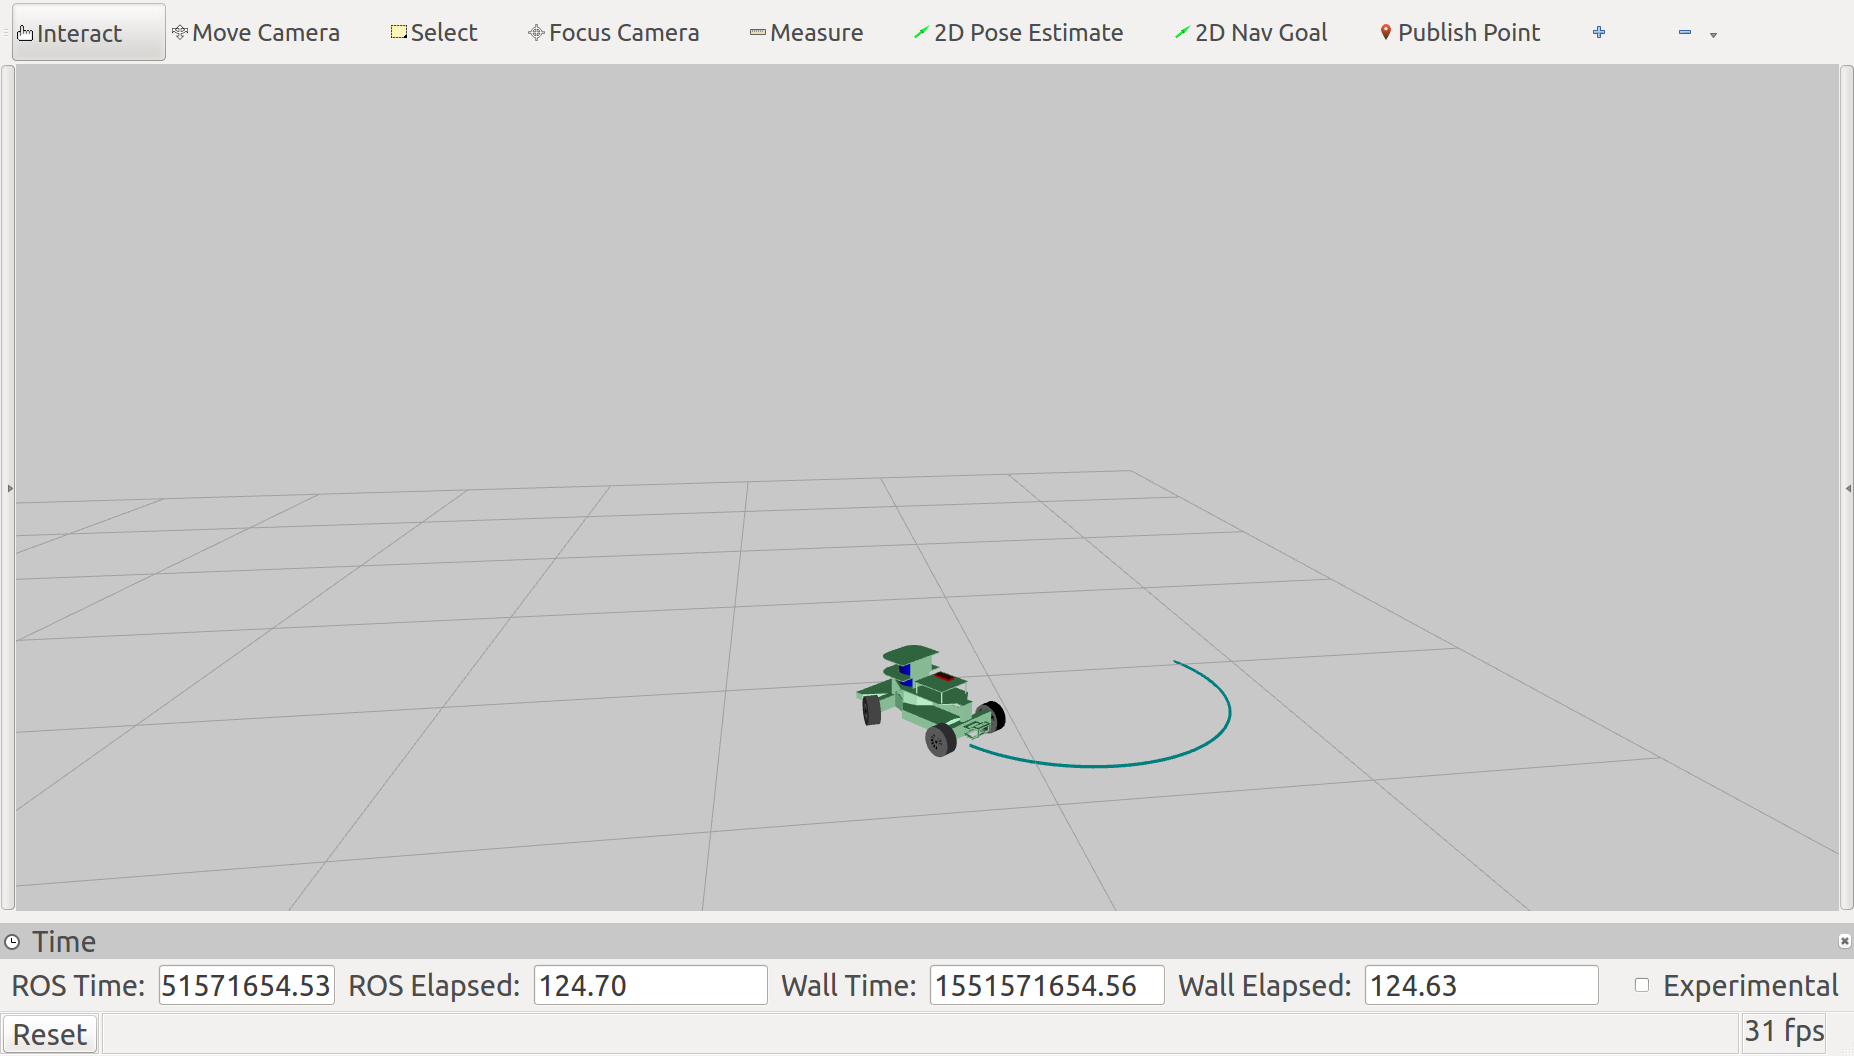 Interact Move Camera Select Focus Camera Measure 2D Pose Estimate 2D Nav Goal Publish Point
Time
ROS Time: 51571654.53 ROS Elapsed: 124.70 Wall Time: 1551571654.56 Wall Elapsed: 124.63 Experimental
Reset 31 fps